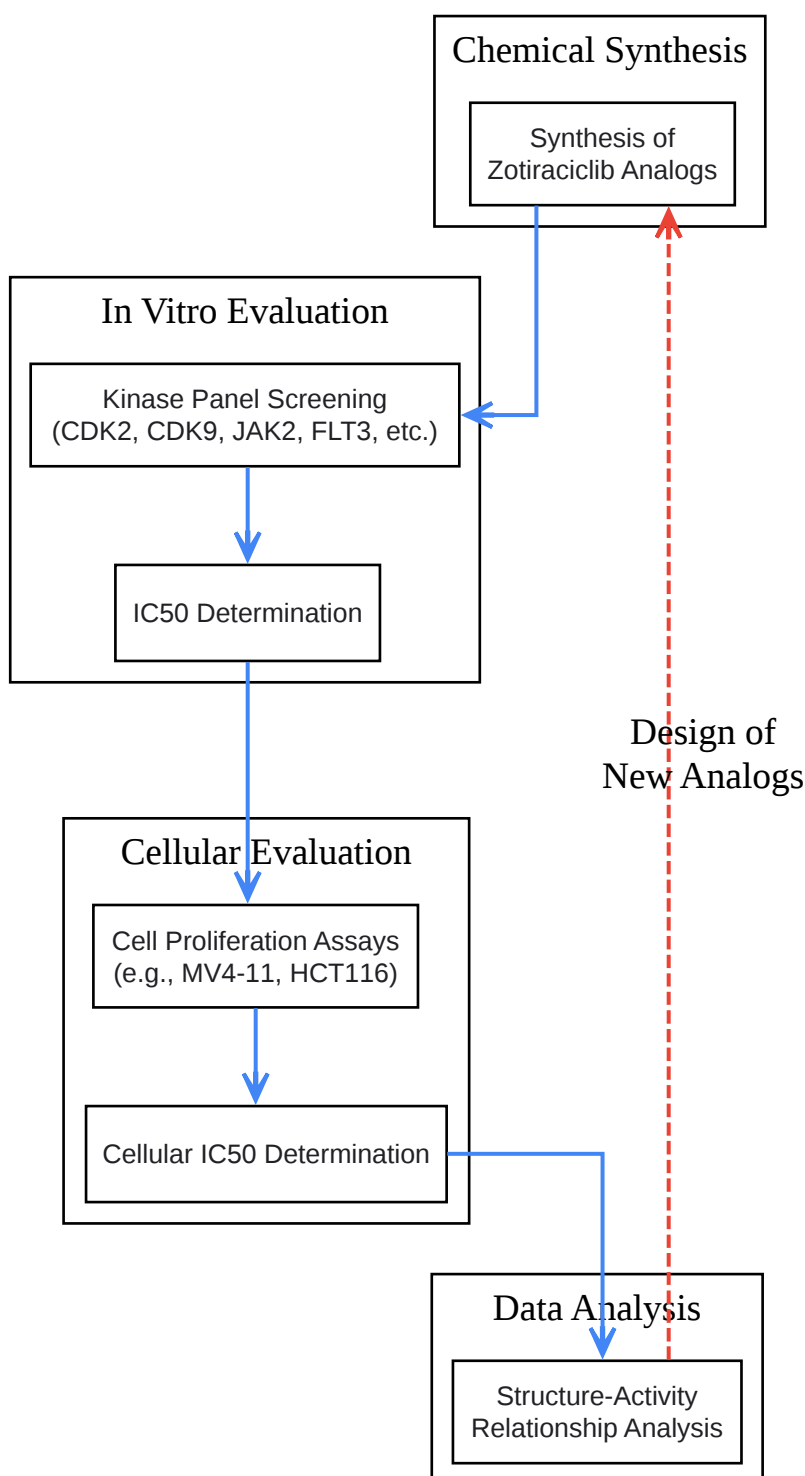 Chemical Synthesis
Synthesis of
Zotiraciclib Analogs
In Vitro Evaluation
Kinase Panel Screening
(CDK2, CDK9, JAK2, FLT3, etc.)
IC50 Determination
Design of
New Analogs
Cellular Evaluation
Cell Proliferation Assays
(e.g., MV4-11, HCT116)
Cellular IC50 Determination
Data Analysis
Structure-Activity
Relationship Analysis